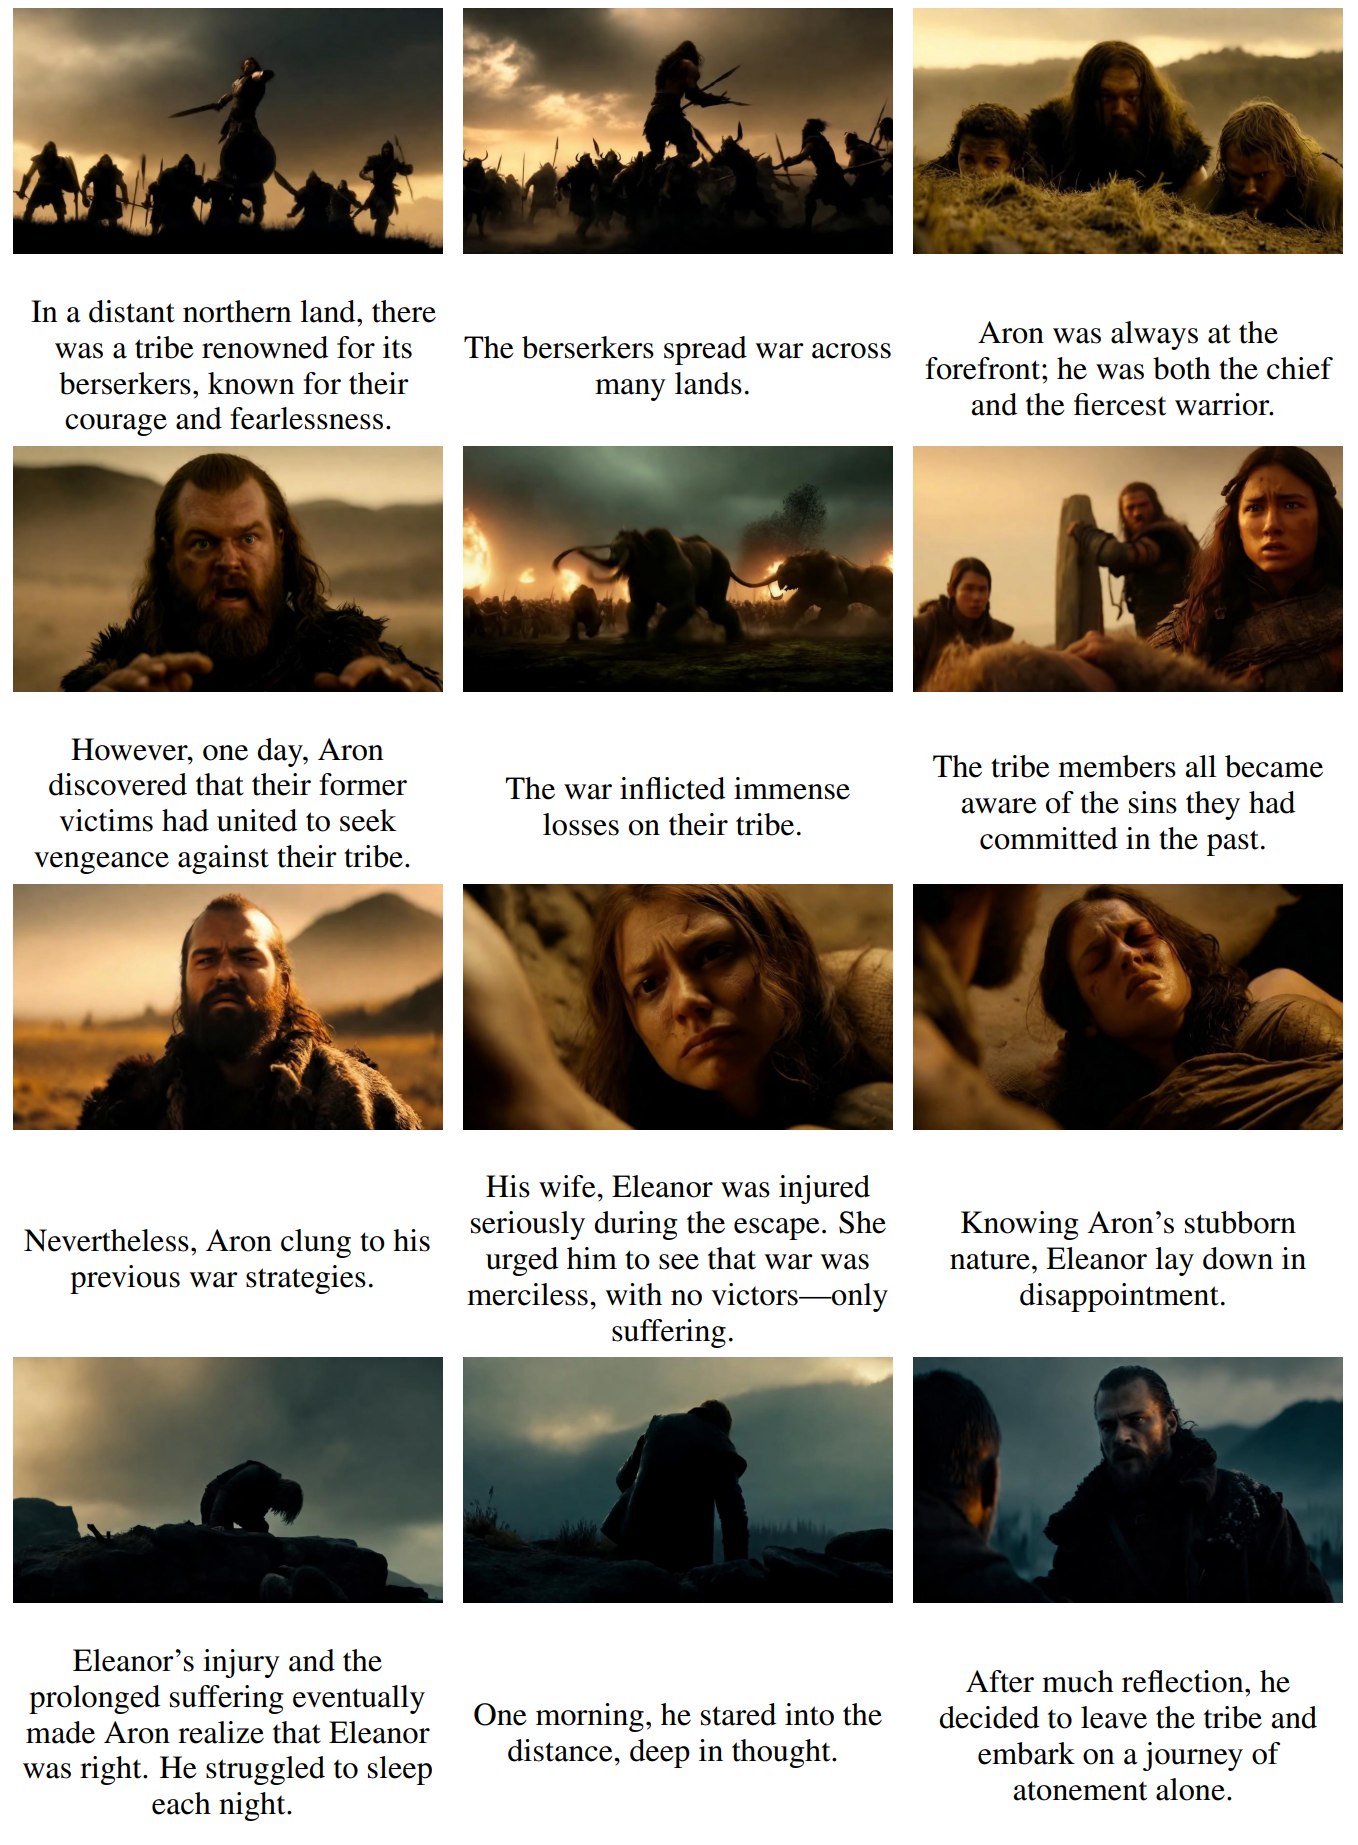 In a distant northern land, there
was a tribe renowned for its
berserkers, known for their
courage and fearlessness.
The berserkers spread war across
many lands.
Aron was always at the
forefront; he was both the chief
and the fiercest warrior.
However, one day, Aron
discovered that their former
victims had united to seek
vengeance against their tribe.
The war inflicted immense
losses on their tribe.
The tribe members all became
aware of the sins they had
committed in the past.
Nevertheless, Aron clung to his
previous war strategies.
His wife, Eleanor was injured
seriously during the escape. She
urged him to see that war was
merciless, with no victors—only
suffering.
Knowing Aron’s stubborn
nature, Eleanor lay down in
disappointment.
Eleanor’s injury and the
prolonged suffering eventually
made Aron realize that Eleanor
was right. He struggled to sleep
each night.
One morning, he stared into the
distance, deep in thought.
After much reflection, he
decided to leave the tribe and
embark on a journey of
atonement alone.